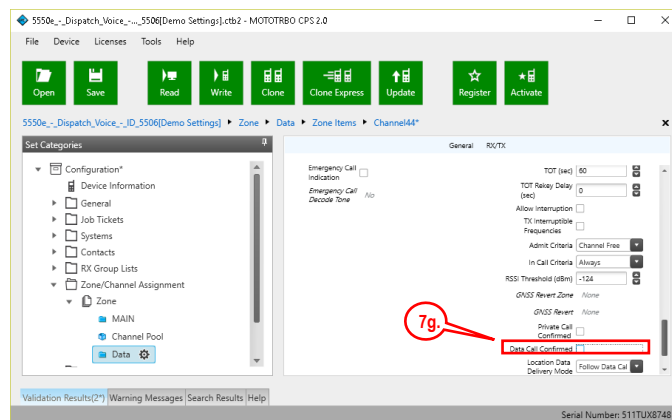 5550e_-_Dispatch_Voice_-..._5506[Demo Settings].ctb2 - MOTOTRBO CPS 2.0
File Device Licenses Tools Help
Open Save Read Write Clone Clone Express Update Register Activate
5550e_-_Dispatch_Voice_-_ID_5506[Demo Settings] Zone Data Zone Items Channel44* x
Set Categories
Configuration*
Device Information
General
Job Tickets
Systems
Contacts
RX Group Lists
Zone/Channel Assignment
Zone
MAIN
Channel Pool
Data
General RX/TX
Emergency Call
Indication
Emergency Call
Decode Tone No
TOT (sec) 60
TOT Rekey Delay
(sec) 0
Allow Interruption
TX Interruptible
Frequencies
Admit Criteria Channel Free
In Call Criteria Always
RSSI Threshold (dBm) -124
GNSS Revert Zone None
GNSS Revert None
Private Call
Confirmed
7g.
Data Call Confirmed
Location Data
Delivery Mode Follow Data Cal
Validation Results(2*) Warning Messages Search Results Help
Serial Number: 511TUX8748